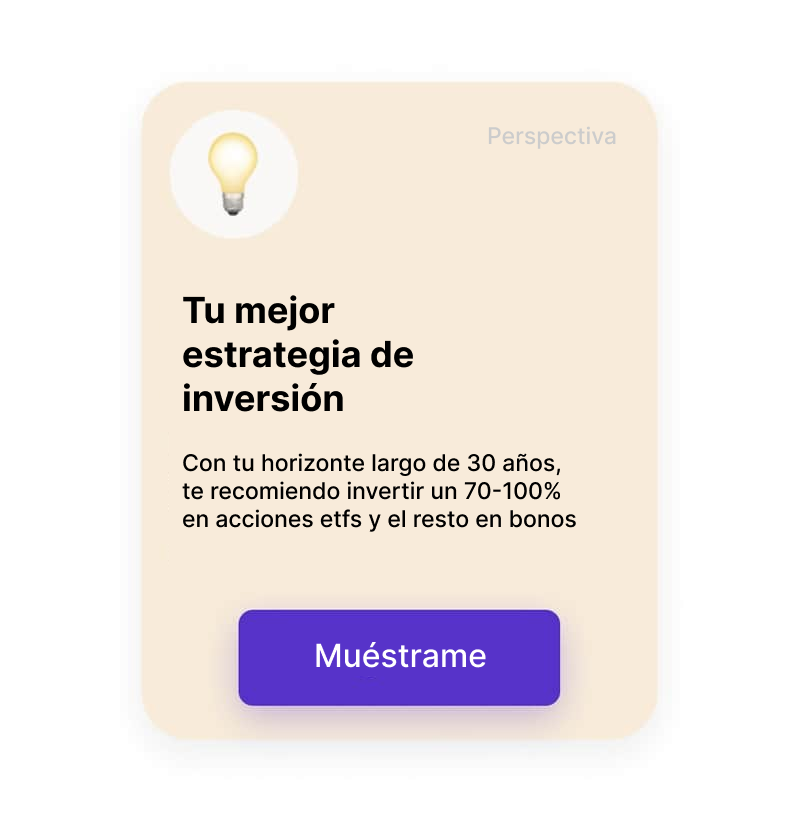 Perspectiva
Tu mejor
estrategia de
inversión
Con tu horizonte largo de 30 años,
te recomiendo invertir un 70-100%
en acciones etfs y el resto en bonos
Muéstrame